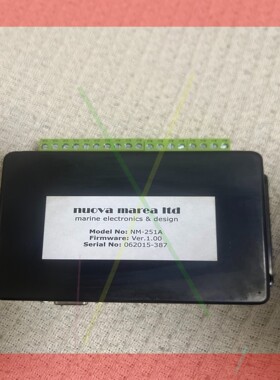 nuova marea ltd
marine electronics & design
Model No: NM-251A
Firmware: Ver.1.00
Serial No: 062015-387